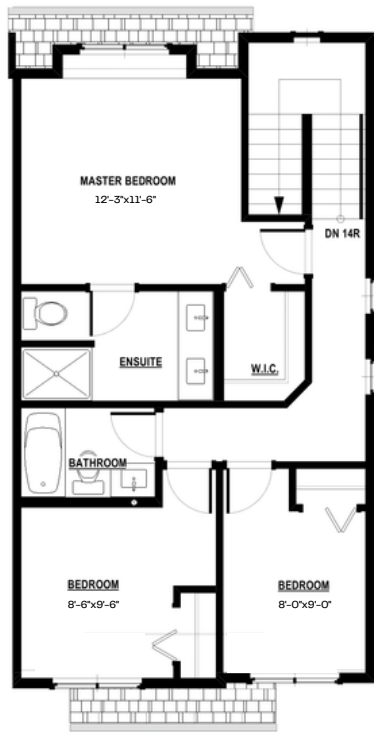 MASTER BEDROOM
12'-3"x11'-6"
DN 14R
ENSUITE
W.I.C.
BATHROOM
BEDROOM
8'-6"x9'-6"
BEDROOM
8'-0"x9'-0"